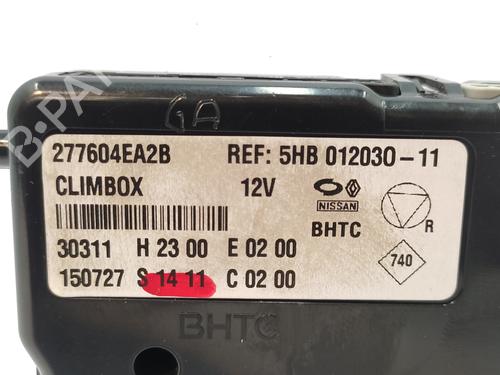 GA
277604EA2B REF: 5HB 012030-11
CLIMBOX 12V
NISSAN
BHTC R
30311 H 23 00 E 02 00
740
150727 S 14 11 C 02 00
BHTC
B-PARTS